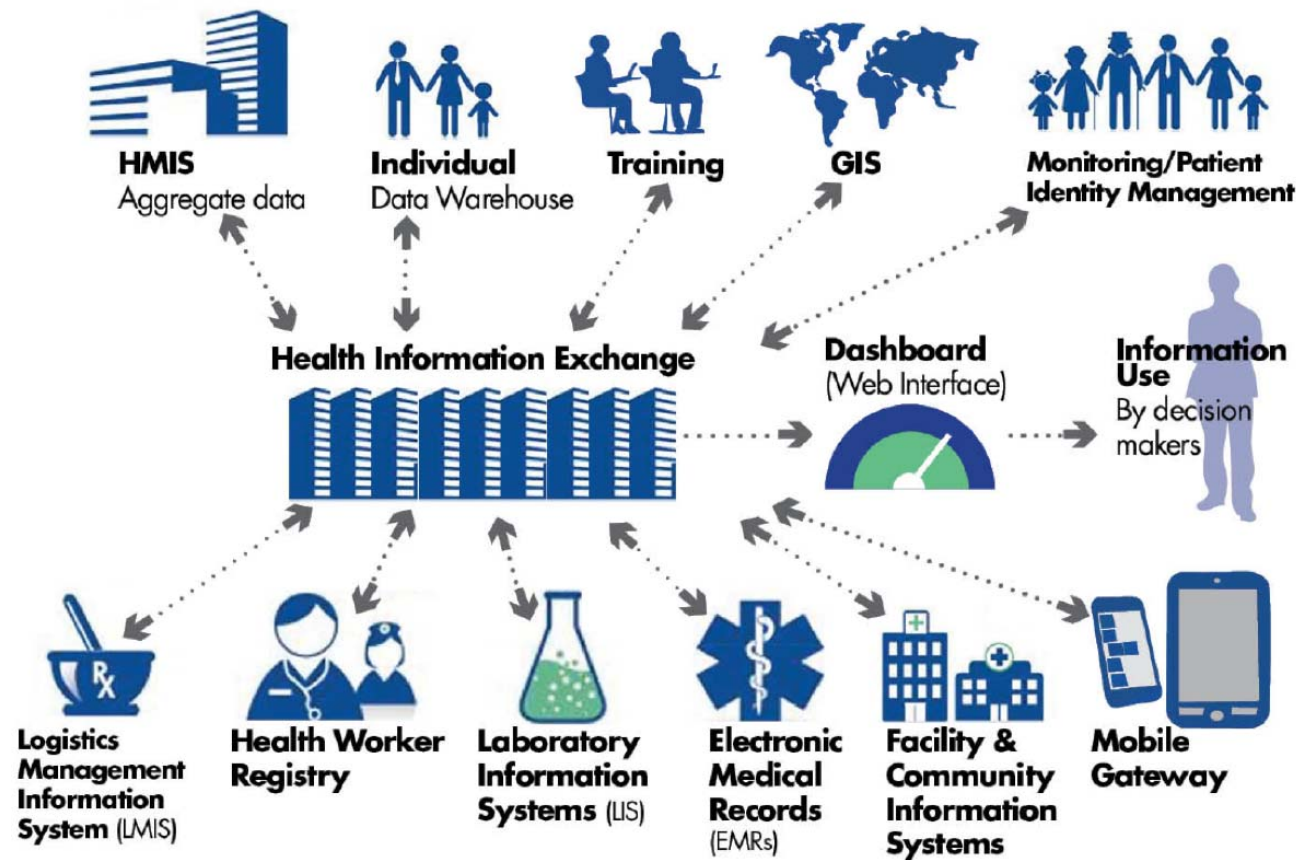 HMIS
Aggregate data
Individual
Data Warehouse
Training
GIS
Monitoring/Patient
Identity Management
Health Information Exchange
Dashboard
(Web Interface)
Information
Use
By decision
makers
RX
Logistics
Management
Information
System (LMIS)
Health Worker
Registry
Laboratory
Information
Systems (LIS)
Electronic
Medical
Records
(EMRs)
Facility &
Community
Information
Systems
Mobile
Gateway